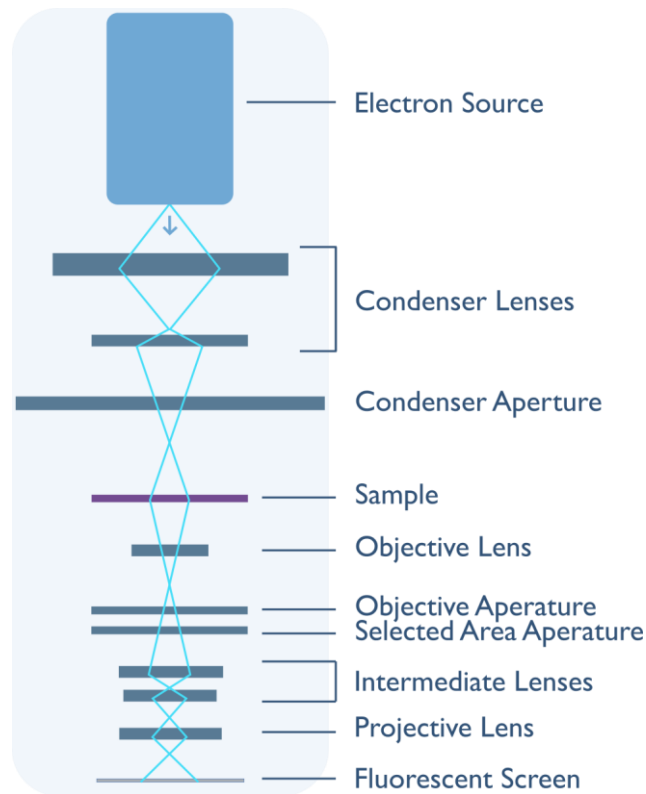 Electron Source
Condenser Lenses
Condenser Aperture
Sample
Objective Lens
Objective Aperature
Selected Area Aperature
Intermediate Lenses
Projective Lens
Fluorescent Screen